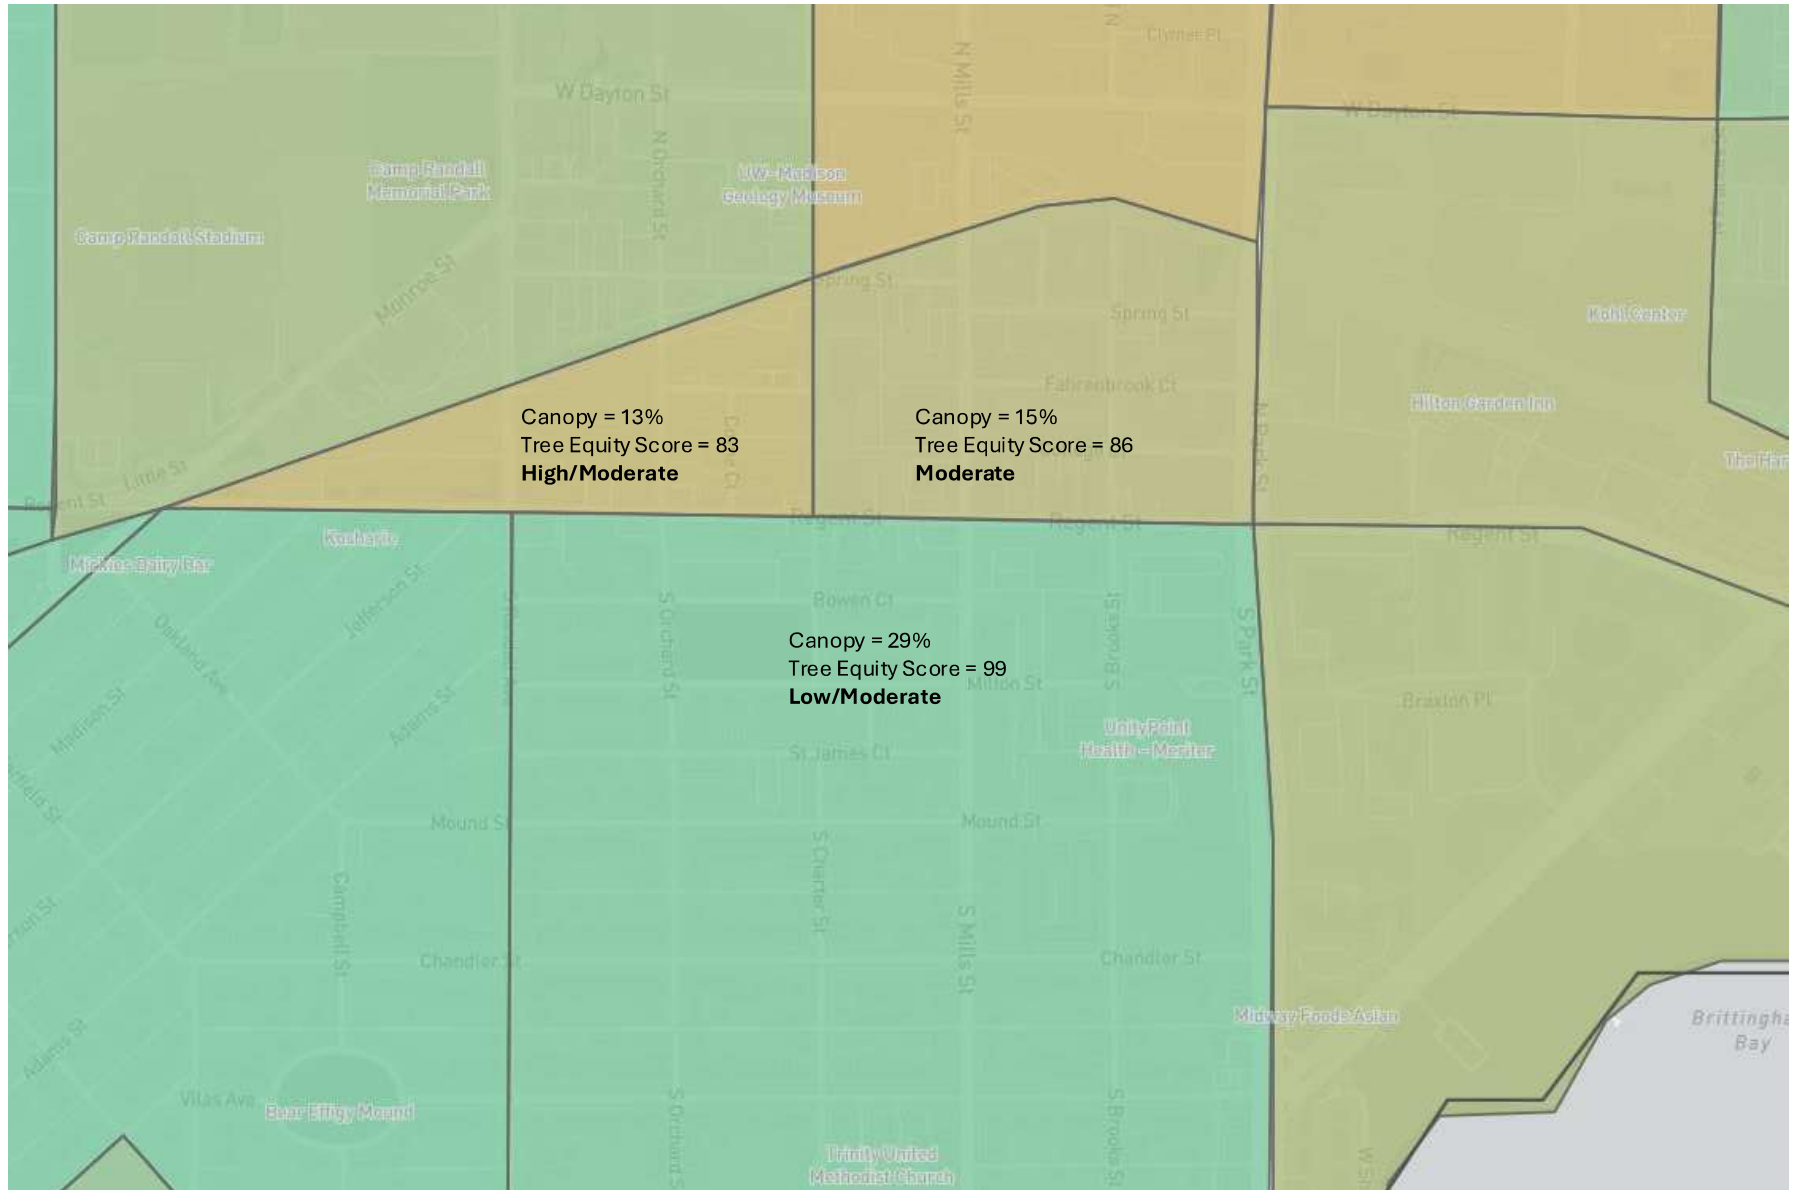 Clymer Pl
N Mills St
W Dayton St
W Dayton St
N Orchard St
Camp Randall
Memorial Park
UW-Madison
Geology Museum
Camp Randall Stadium
Monroe St
Spring St
Spring St
Kohl Center
Fahrenbrook Ct
Hilton Garden Inn
N Park St
Canopy = 13%
Tree Equity Score = 83
High/Moderate
Canopy = 15%
Tree Equity Score = 86
Moderate
The Har
Little St
Regent St
Regent St
Regent St
Regent St
Kosharie
Mickies Dairy Bar
Jefferson St
Oakland Ave
S Orchard St
Bowen Ct
S Brooks St
S Park St
Canopy = 29%
Tree Equity Score = 99
Low/Moderate
Milton St
Madison St
Adams St
Braxton Pl
UnityPoint
Health - Meriter
St James Ct
Mound St
Mound St
S Charter St
Campbell St
S Mills St
Chandler St
Chandler St
Midway Foods Asian
Brittingha
Bay
Adams St
Vilas Ave
Bear Effigy Mound
S Orchard S
S Brooks St
Trinity United
Methodist Church
W S